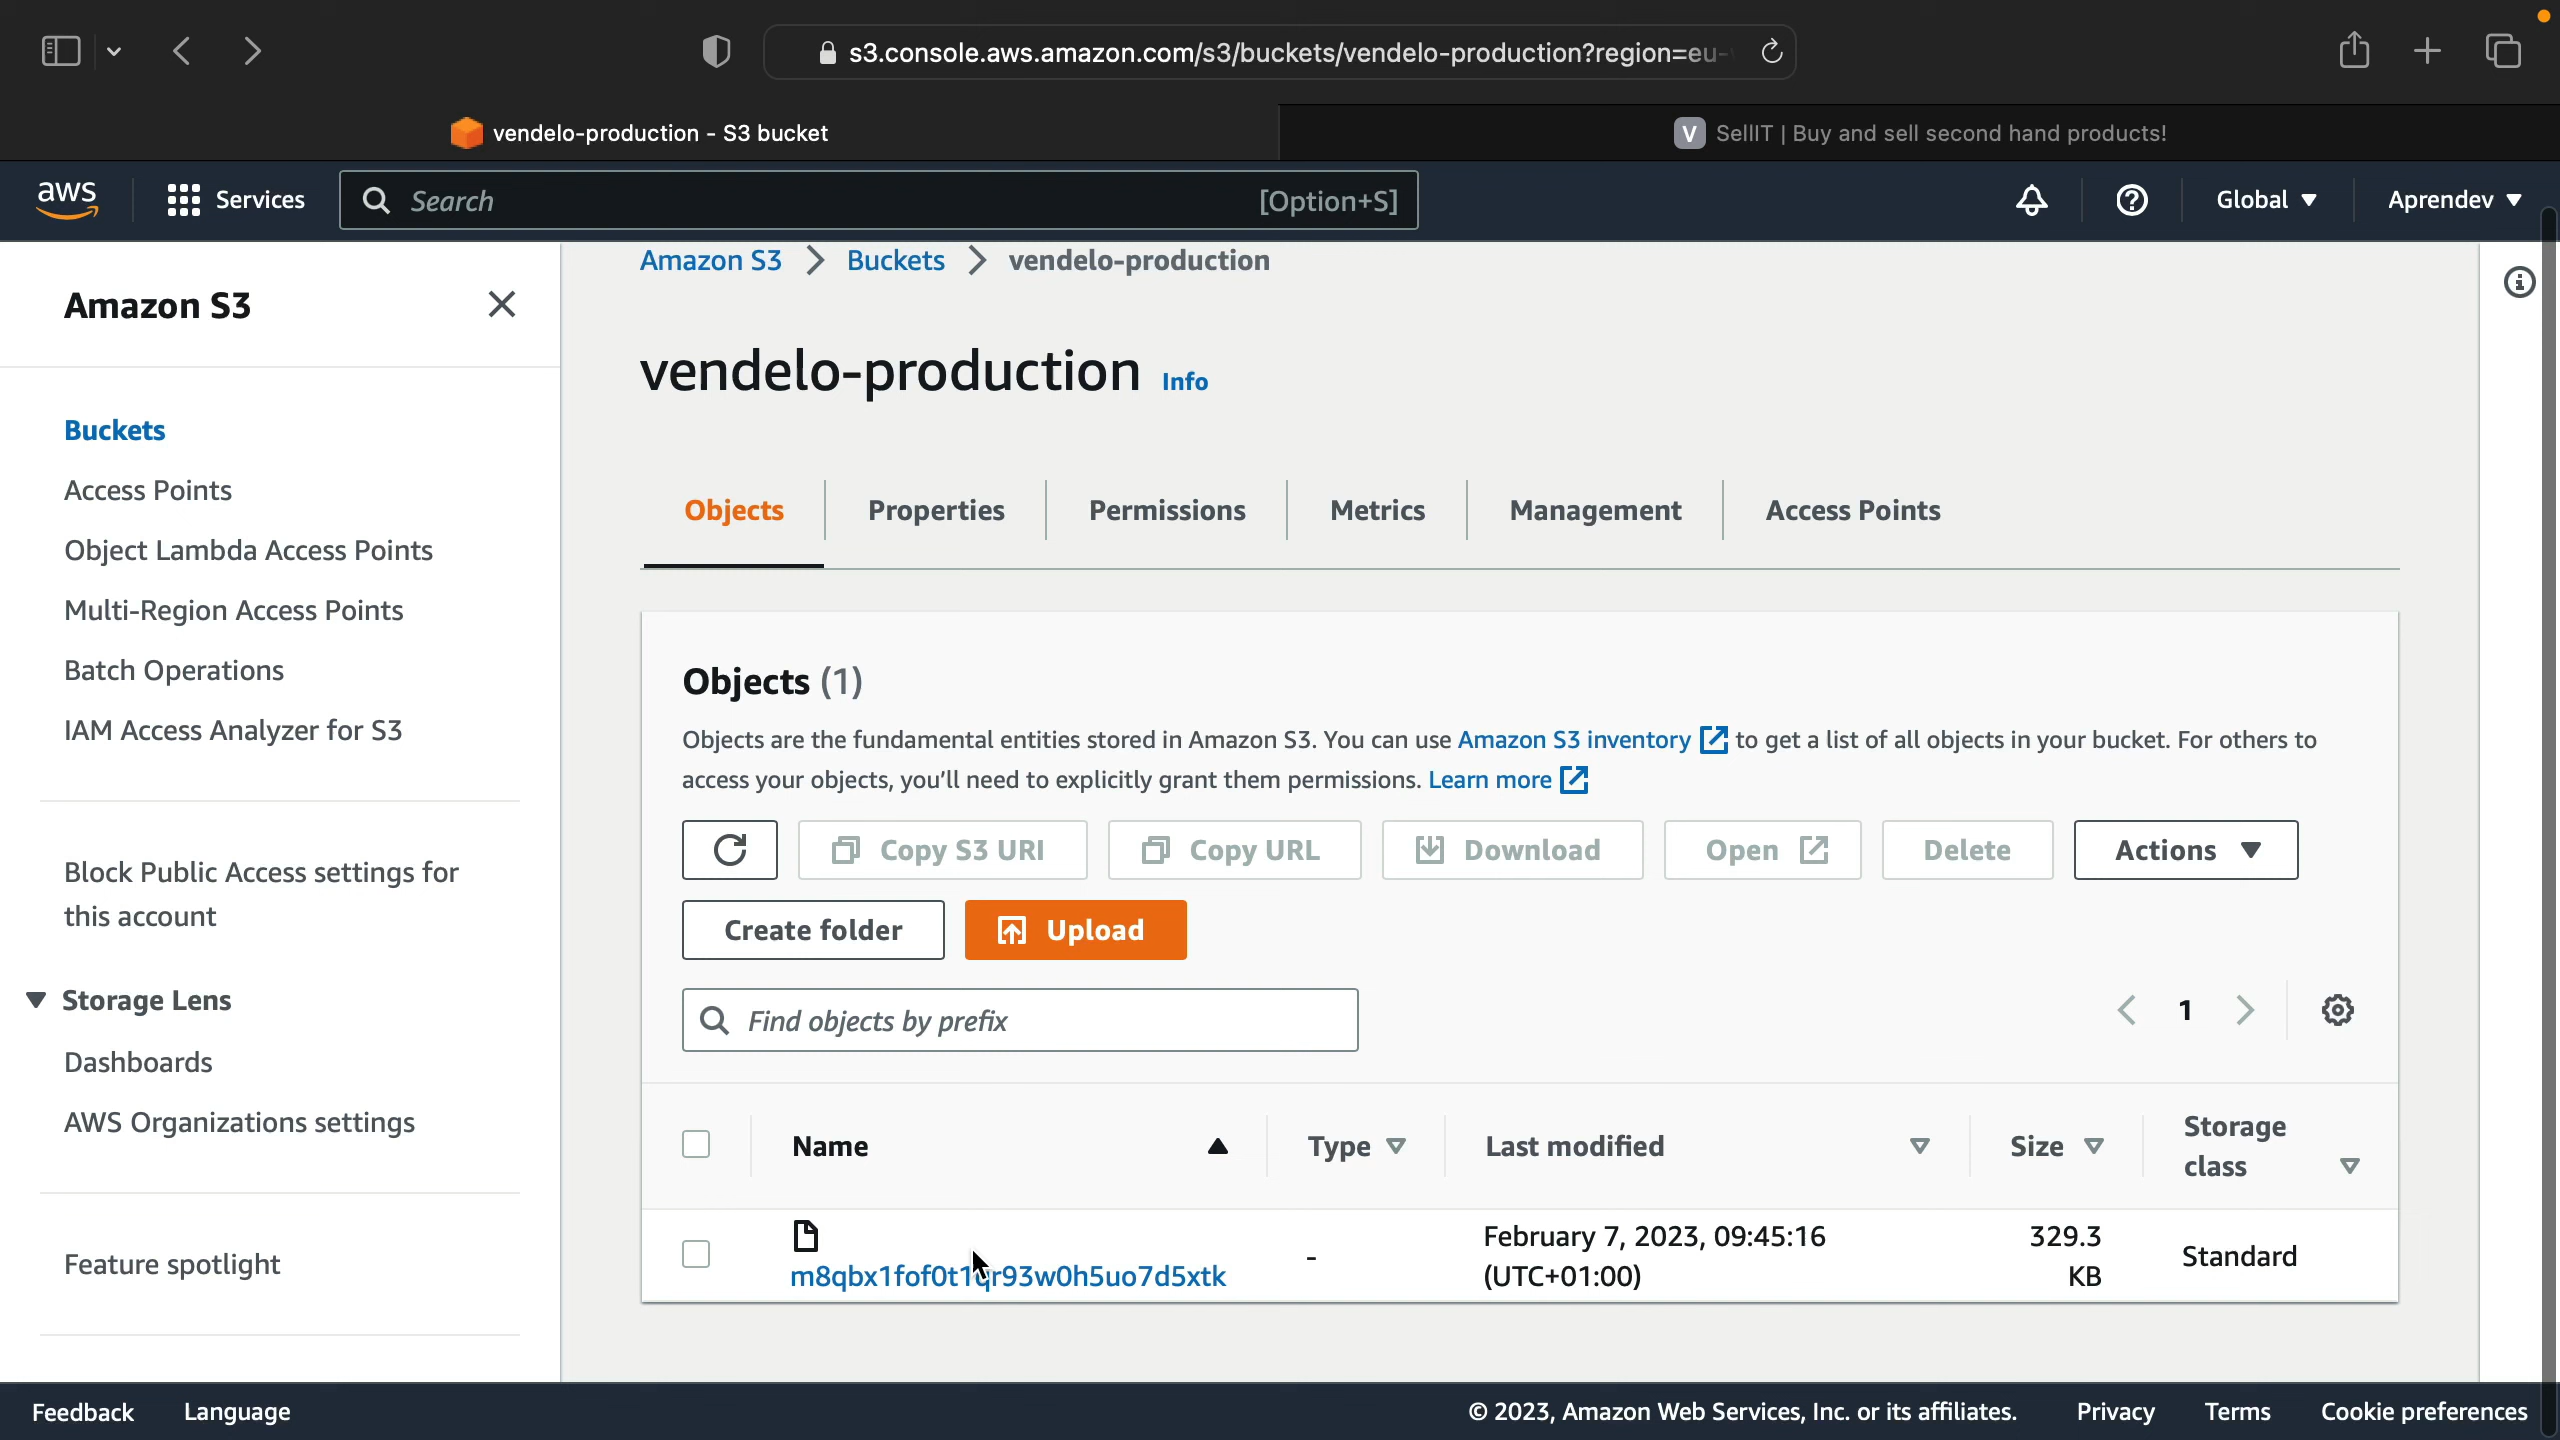 s3.console.aws.amazon.com/s3/buckets/vendelo-production?region=eu-
vendelo-production - S3 bucket
V SellIT | Buy and sell second hand products!
aws Services Search [Option+S] Global Aprendev
Amazon S3 Buckets vendelo-production
Amazon S3
vendelo-production Info
Buckets
Access Points
Object Lambda Access Points
Multi-Region Access Points
Batch Operations
IAM Access Analyzer for S3
Block Public Access settings for
this account
Storage Lens
Dashboards
AWS Organizations settings
Feature spotlight
Objects Properties Permissions Metrics Management Access Points
Objects (1)
Objects are the fundamental entities stored in Amazon S3. You can use Amazon S3 inventory to get a list of all objects in your bucket. For others to
access your objects, you'll need to explicitly grant them permissions. Learn more
Copy S3 URI Copy URL Download Open Delete Actions
Create folder Upload
Find objects by prefix 1
Name Type Last modified Size Storage
class
m8qbx1fof0t1qr93w0h5uo7d5xtk - February 7, 2023, 09:45:16
(UTC+01:00) 329.3
KB Standard
Feedback Language © 2023, Amazon Web Services, Inc. or its affiliates. Privacy Terms Cookie preferences